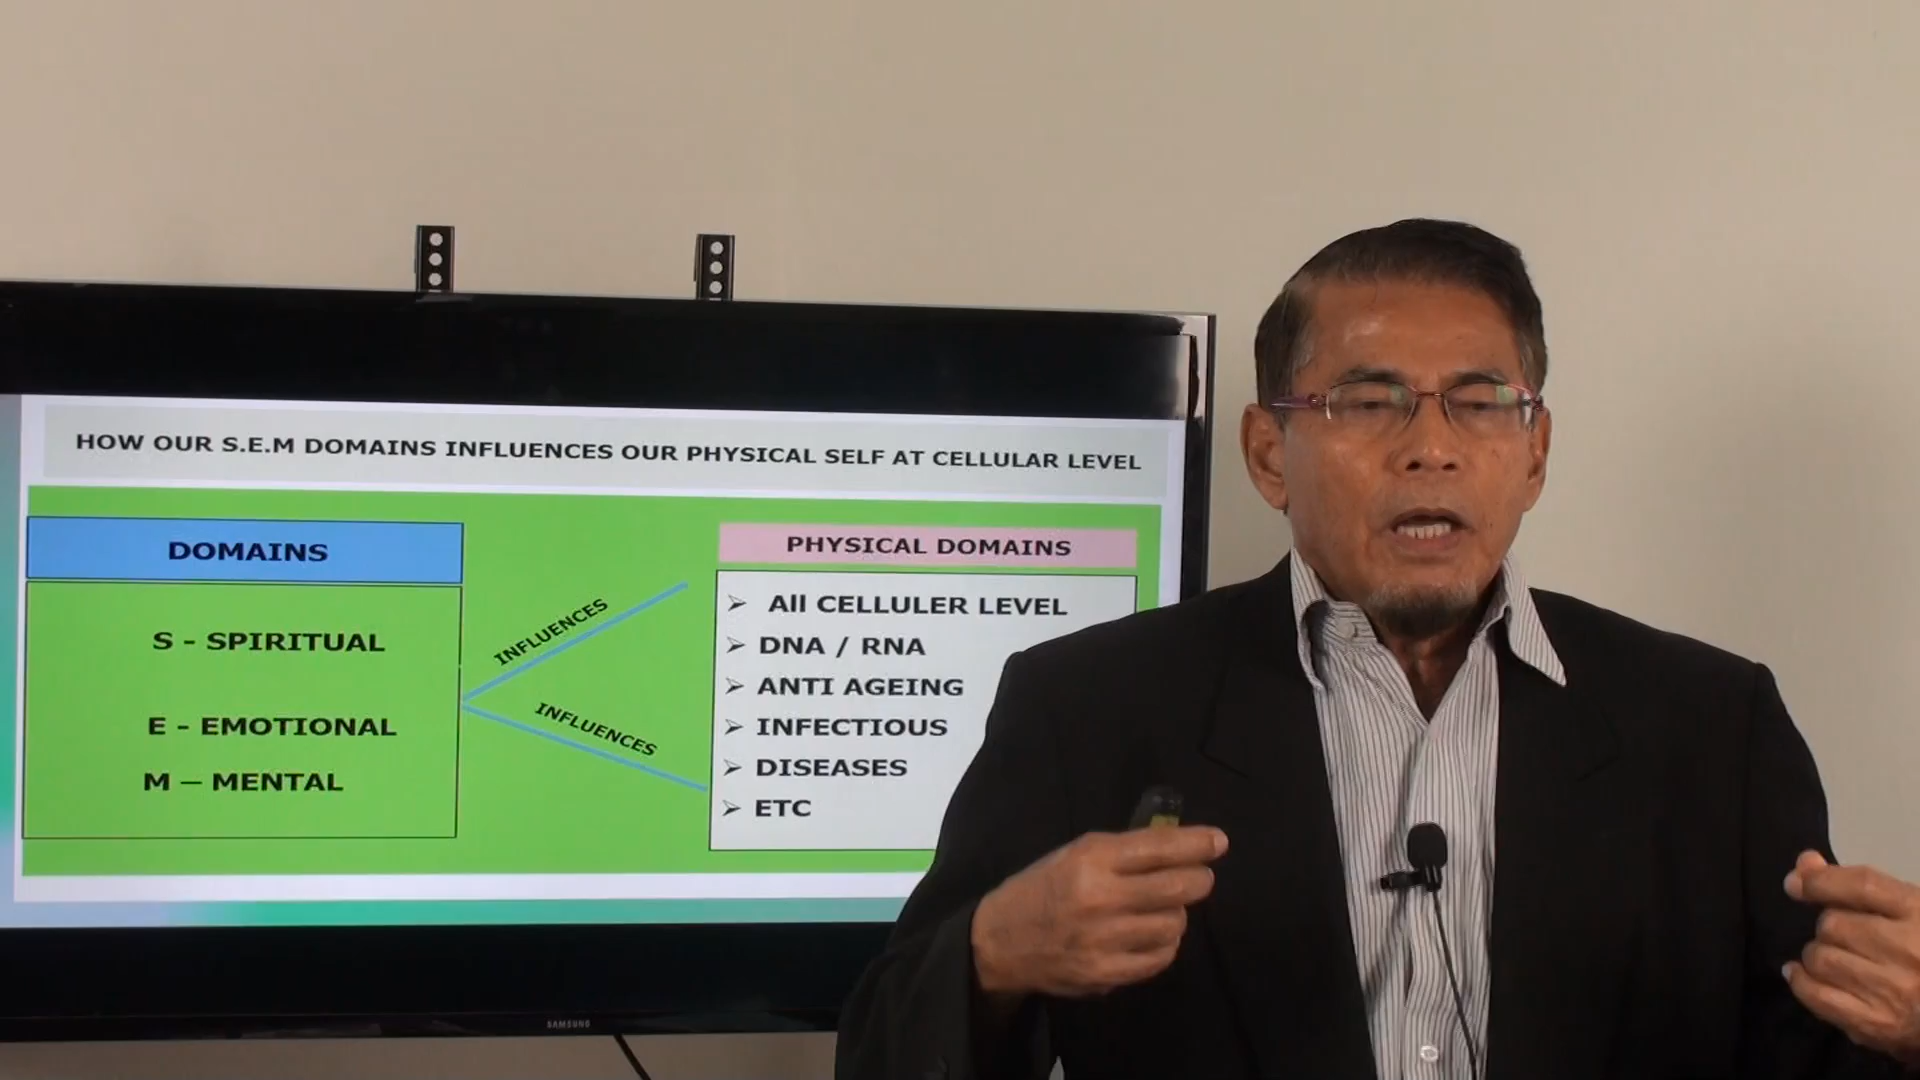 HOW OUR S.E.M DOMAINS INFLUENCES OUR PHYSICAL SELF AT CELLULAR LEVEL
DOMAINS
S - SPIRITUAL
E - EMOTIONAL
M – MENTAL
INFLUENCES
INFLUENCES
PHYSICAL DOMAINS
All CELLULER LEVEL
DNA / RNA
ANTI AGEING
INFECTIOUS
DISEASES
ETC
SAMSUNG